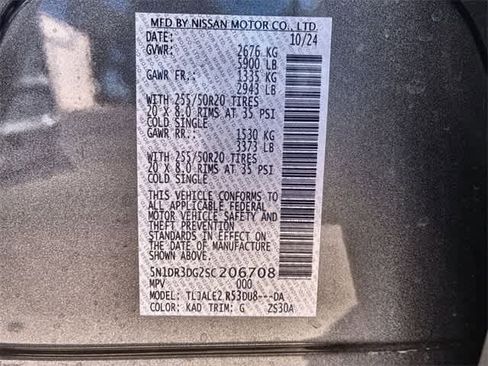 MFD BY NISSAN MOTOR CO., LTD.
DATE: 10/24
GVWR: 2676 KG
5900 LB
GAWR FR.: 1335 KG
2943 LB
WITH 255/50R20 TIRES
20 X 8.0 RIMS AT 35 PSI
COLD SINGLE
GAWR RR.: 1530 KG
3373 LB
WITH 255/50R20 TIRES
20 X 8.0 RIMS AT 35 PSI
COLD SINGLE
THIS VEHICLE CONFORMS TO
ALL APPLICABLE FEDERAL
MOTOR VEHICLE SAFETY AND
THEFT PREVENTION
STANDARDS IN EFFECT ON
THE DATE OF MANUFACTURE
SHOWN ABOVE.
5N1DR3DG2SC206708
MPV 000
MODEL: TLJALE2 R53DU8---DA
COLOR: KAD TRIM: G ZS30A